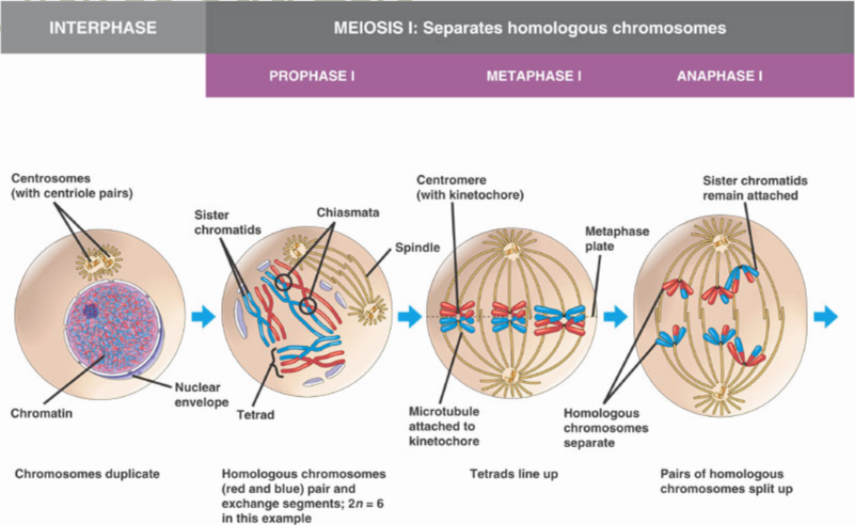 INTERPHASE
MEIOSIS I: Separates homologous chromosomes
PROPHASE I
METAPHASE I
ANAPHASE I
Centrosomes
(with centriole pairs)
Chromatin
Nuclear
envelope
Chromosomes duplicate
Sister
chromatids
Chiasmata
Spindle
Tetrad
Homologous chromosomes
(red and blue) pair and
exchange segments; 2n = 6
in this example
Centromere
(with kinetochore)
Metaphase
plate
Microtubule
attached to
kinetochore
Tetrads line up
Sister chromatids
remain attached
Homologous
chromosomes
separate
Pairs of homologous
chromosomes split up